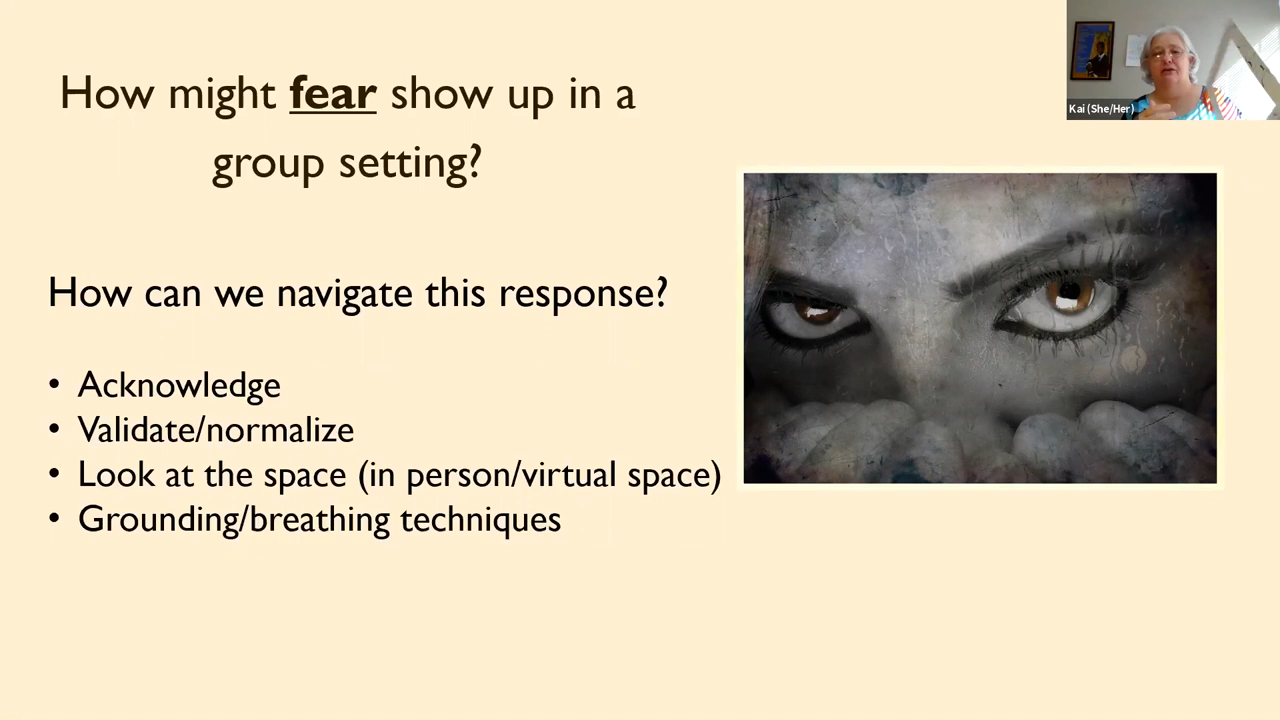 How might fear show up in a
group setting?
How can we navigate this response?
• Acknowledge
• Validate/normalize
• Look at the space (in person/virtual space)
• Grounding/breathing techniques
Kai (She/Her)